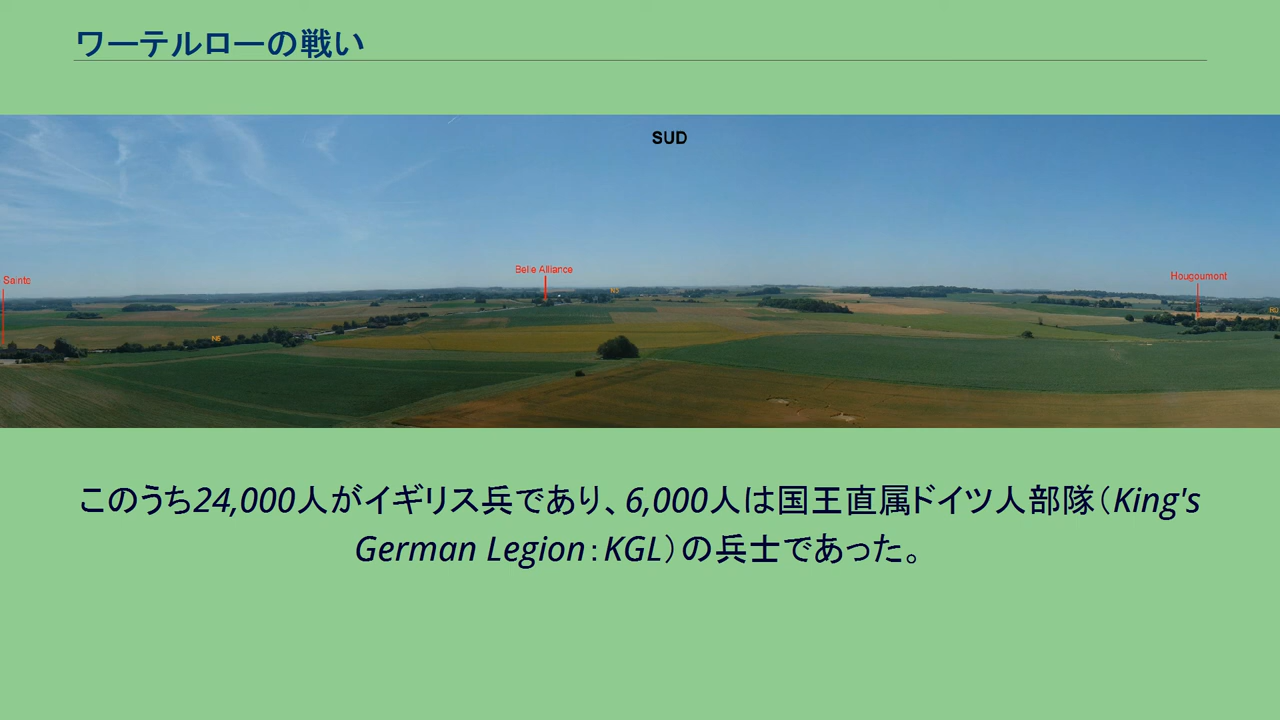 ワーテルローの戦い
SUD
Sainte
Belle Alliance
N5
Hougoumont
N5
このうち24,000人がイギリス兵であり、6,000人は国王直属ドイツ人部隊（King's
German Legion：KGL）の兵士であった。